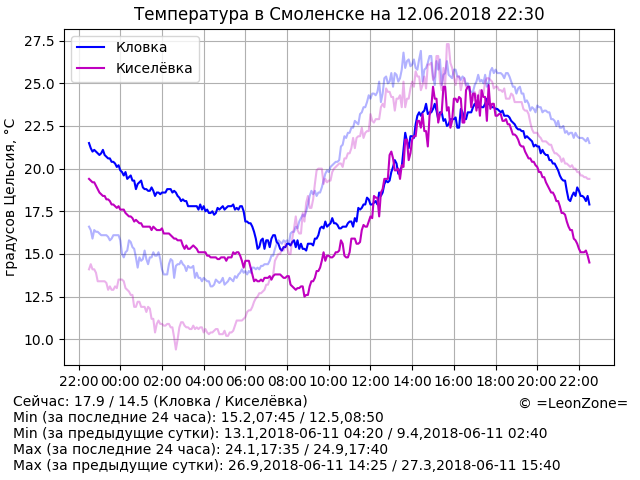 Температура в Смоленске на 12.06.2018 22:30
Кловка
Киселёвка
градусов Цельсия, °C
27.5
25.0
22.5
20.0
17.5
15.0
12.5
10.0
22:00 00:00 02:00 04:00 06:00 08:00 10:00 12:00 14:00 16:00 18:00 20:00 22:00
Сейчас: 17.9 / 14.5 (Кловка / Киселёвка)
© =LeonZone=
Min (за последние 24 часа): 15.2,07:45 / 12.5,08:50
Min (за предыдущие сутки): 13.1,2018-06-11 04:20 / 9.4,2018-06-11 02:40
Max (за последние 24 часа): 24.1,17:35 / 24.9,17:40
Max (за предыдущие сутки): 26.9,2018-06-11 14:25 / 27.3,2018-06-11 15:40